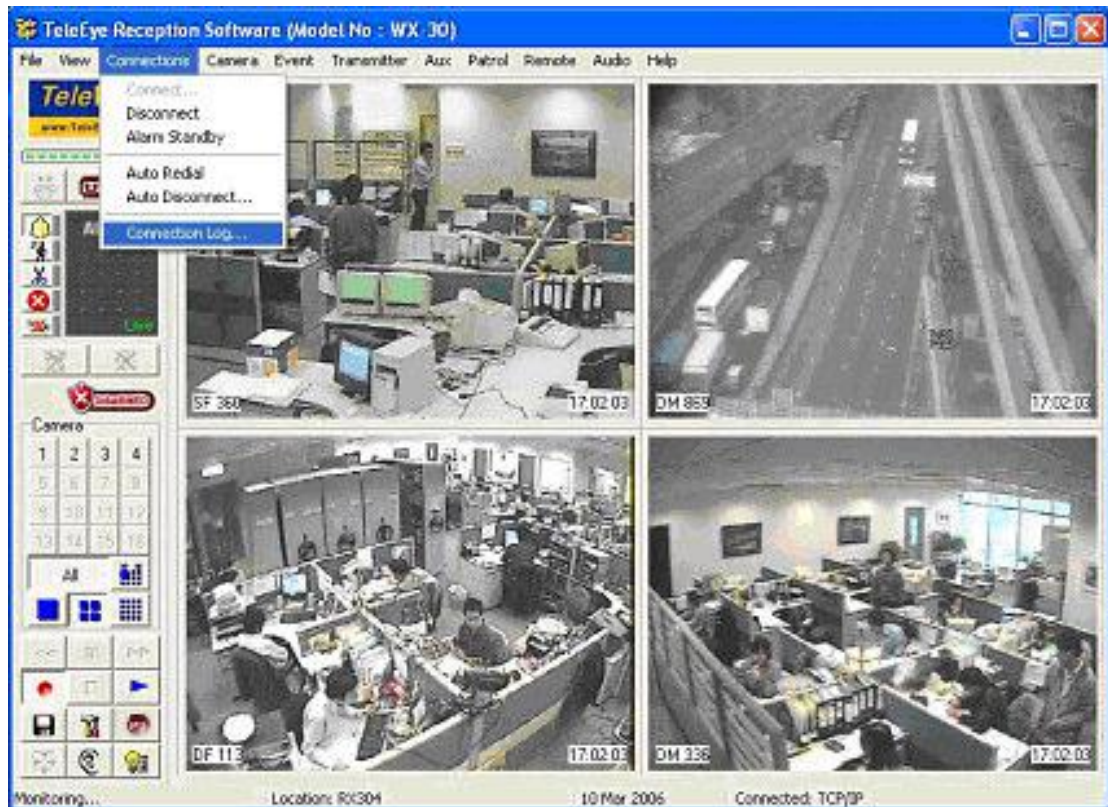 TeleEye Reception Software (Model No : WX-30)
File View Connections Camera Event Transmitter Aux Patrol Remote Audio Help
Connect...
Disconnect
Alarm Standby
Auto Redial
Auto Disconnect...
Connection Log...
Live
SF 360 17:02:03
DM 869 17:02:03
Camera
1 2 3 4
5 6 7 8
9 10 11 12
13 14 15 16
All
DF 113 17:02:03
DM 338 17:02:03
Monitoring... Location: RX304 10 Mar 2006 Connected: TCP/IP